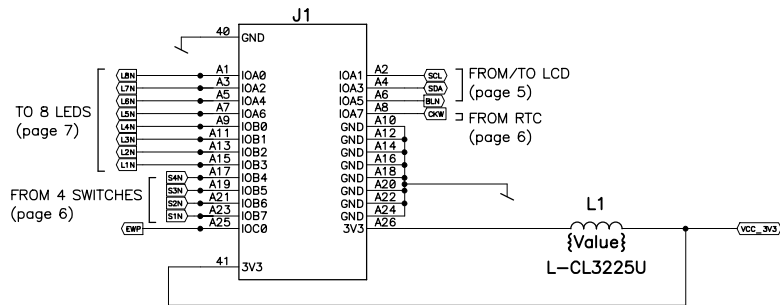 J1
40 GND
L8N A1 IOA0 IOA1 A2 SCL FROM/TO LCD
L7N A3 IOA2 IOA3 A4 SDA (page 5)
L6N A5 IOA4 IOA5 A6 BLN
TO 8 LEDS L5N A7 IOA6 IOA7 A8 CKW FROM RTC
(page 7) L4N A9 IOB0 GND A10 (page 6)
L3N A11 IOB1 GND A12
L2N A13 IOB2 GND A14
L1N A15 IOB3 GND A16
S4N A17 IOB4 GND A18
FROM 4 SWITCHES S3N A19 IOB5 GND A20
(page 6) S2N A21 IOB6 GND A22
S1N A23 IOB7 GND A24
EWP A25 IOC0 3V3 A26
L1
{Value}
L-CL3225U
VCC_3V3
41 3V3